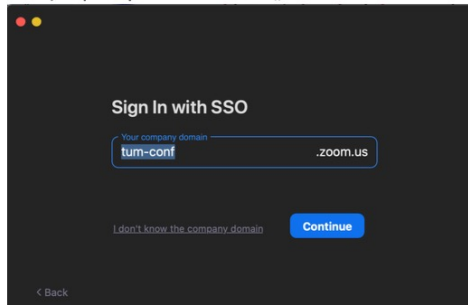 Sign In with SSO
Your company domain
tum-conf .zoom.us
I don't know the company domain Continue
< Back